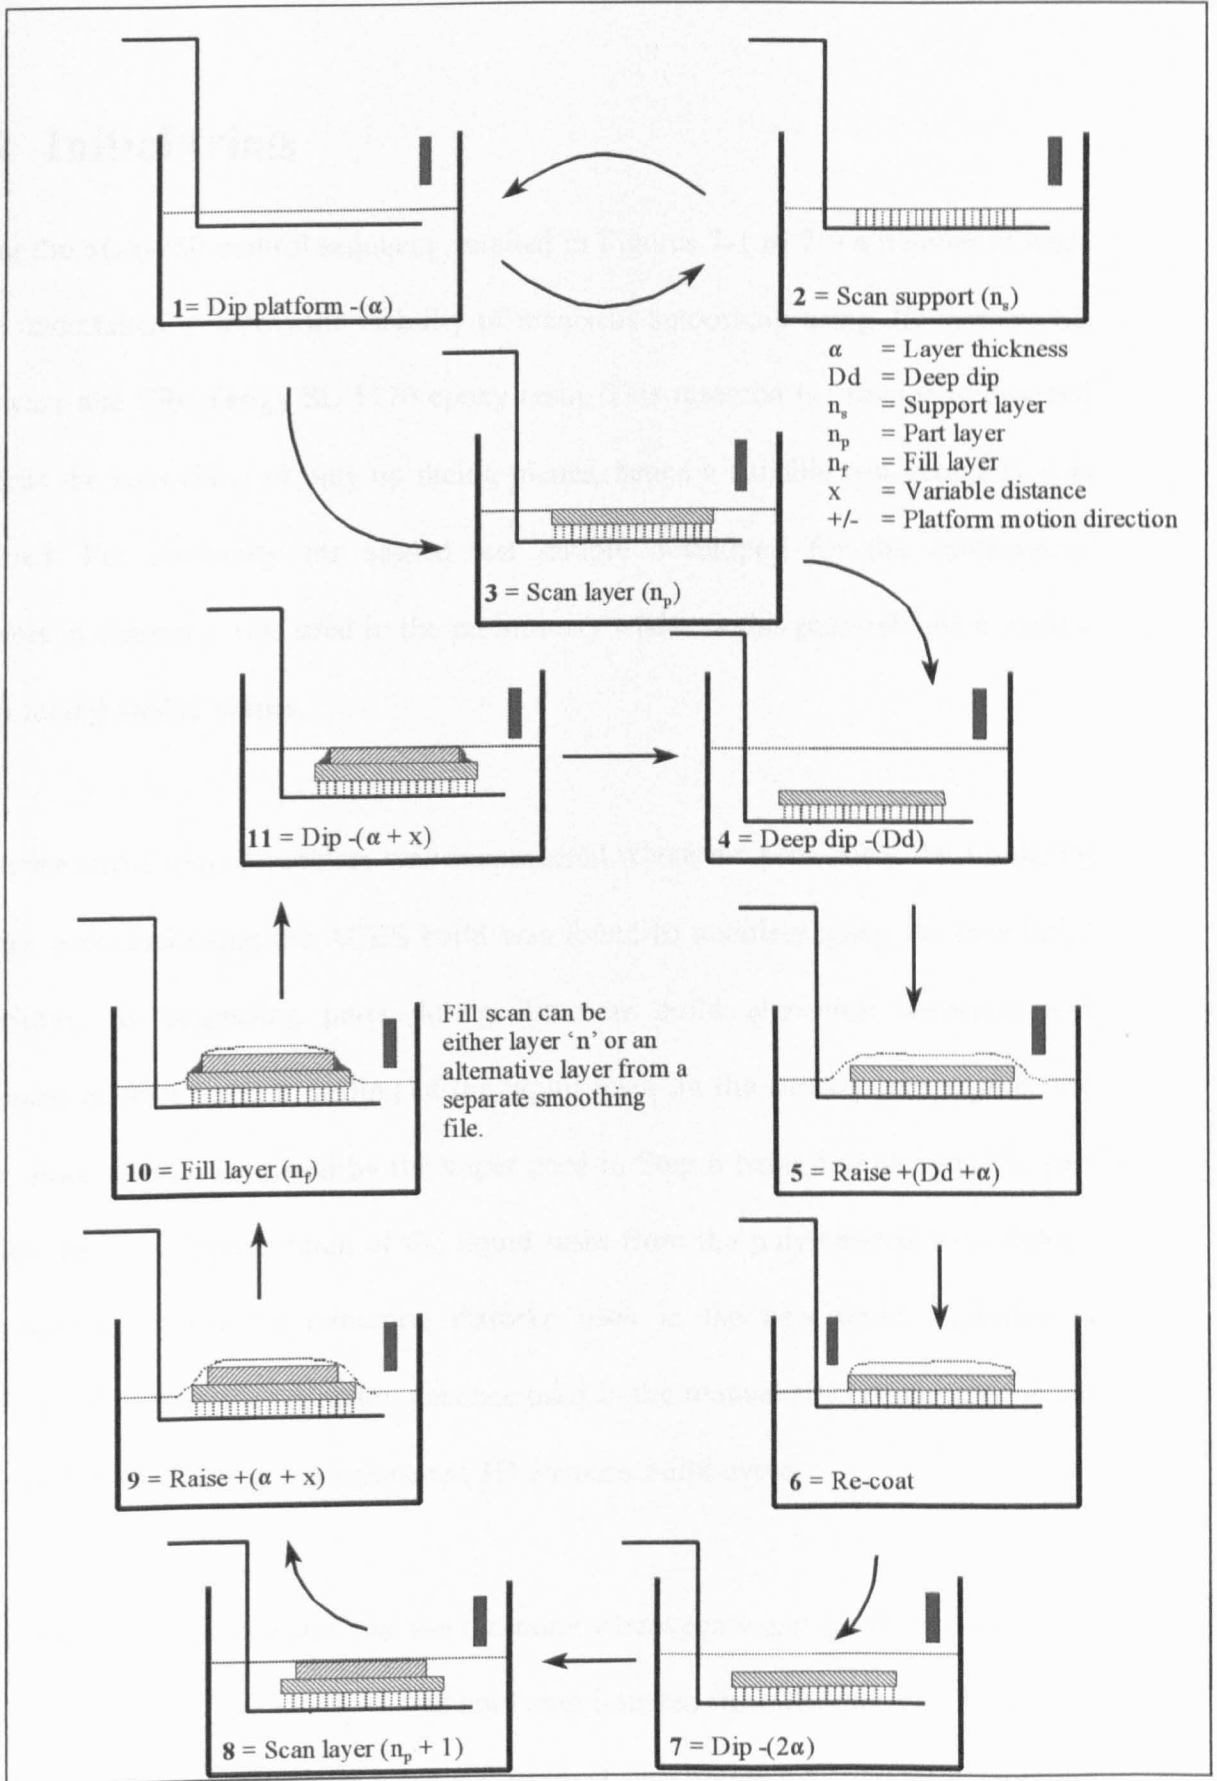 1= Dip platform -(α)
2 = Scan support (nₛ)
α = Layer thickness
Dd = Deep dip
nₛ = Support layer
nₚ = Part layer
n_f = Fill layer
x = Variable distance
+/- = Platform motion direction
3 = Scan layer (nₚ)
11 = Dip -(α + x)
4 = Deep dip -(Dd)
Fill scan can be
either layer ‘n’ or an
alternative layer from a
separate smoothing
file.
10 = Fill layer (n_f)
5 = Raise +(Dd +α)
9 = Raise +(α + x)
6 = Re-coat
8 = Scan layer (nₚ + 1)
7 = Dip -(2α)